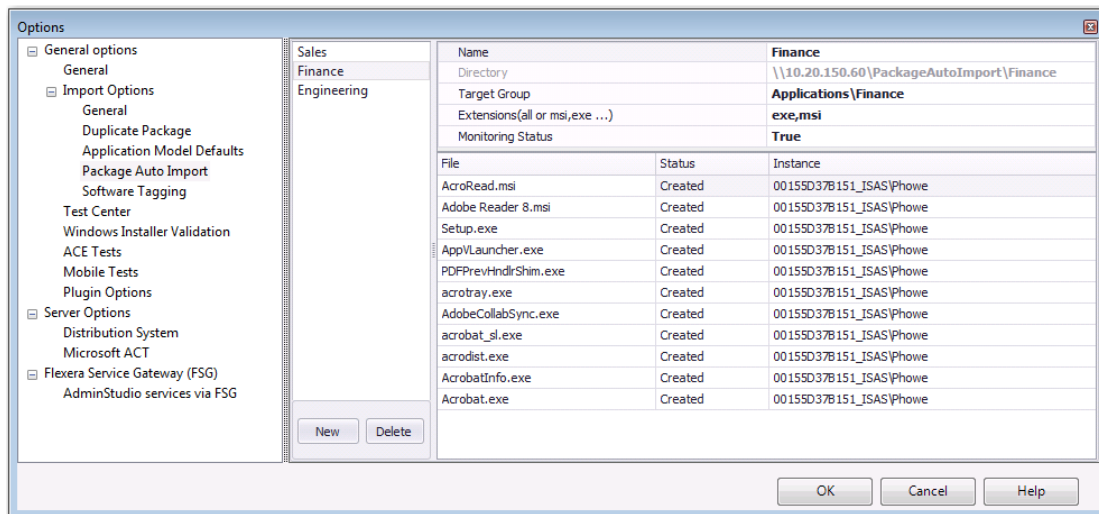 Options
General options
General
Import Options
General
Duplicate Package
Application Model Defaults
Package Auto Import
Software Tagging
Test Center
Windows Installer Validation
ACE Tests
Mobile Tests
Plugin Options
Server Options
Distribution System
Microsoft ACT
Flexera Service Gateway (FSG)
AdminStudio services via FSG
Sales
Finance
Engineering
New Delete
Name Finance
Directory \\10.20.150.60\PackageAutoImport\Finance
Target Group Applications\Finance
Extensions(all or msi,exe ...) exe,msi
Monitoring Status True
File Status Instance
AcroRead.msi Created 00155D37B151_ISAS\Phowe
Adobe Reader 8.msi Created 00155D37B151_ISAS\Phowe
Setup.exe Created 00155D37B151_ISAS\Phowe
AppVLauncher.exe Created 00155D37B151_ISAS\Phowe
PDFPrevHndlrShim.exe Created 00155D37B151_ISAS\Phowe
acrotray.exe Created 00155D37B151_ISAS\Phowe
AdobeCollabSync.exe Created 00155D37B151_ISAS\Phowe
acrobat_sl.exe Created 00155D37B151_ISAS\Phowe
acrodist.exe Created 00155D37B151_ISAS\Phowe
AcrobatInfo.exe Created 00155D37B151_ISAS\Phowe
Acrobat.exe Created 00155D37B151_ISAS\Phowe
OK Cancel Help